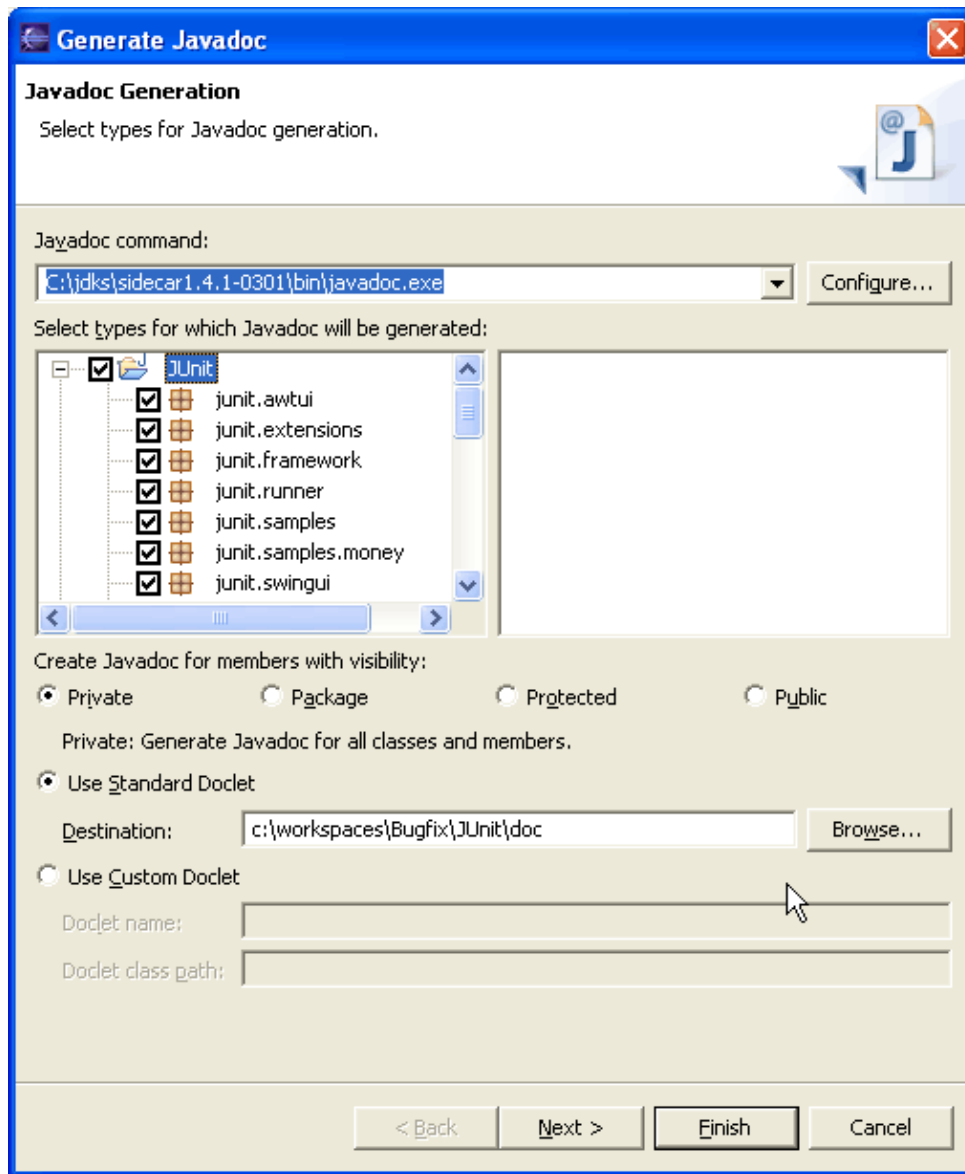 Generate Javadoc
Javadoc Generation
Select types for Javadoc generation.
@
J
Javadoc command:
C:\jdks\sidecar1.4.1-0301\bin\javadoc.exe
Configure...
Select types for which Javadoc will be generated:
JUnit
junit.awtui
junit.extensions
junit.framework
junit.runner
junit.samples
junit.samples.money
junit.swingui
Create Javadoc for members with visibility:
Private Package Protected Public
Private: Generate Javadoc for all classes and members.
Use Standard Doclet
Destination: c:\workspaces\Bugfix\JUnit\doc Browse...
Use Custom Doclet
Doclet name:
Doclet class path:
< Back Next > Finish Cancel